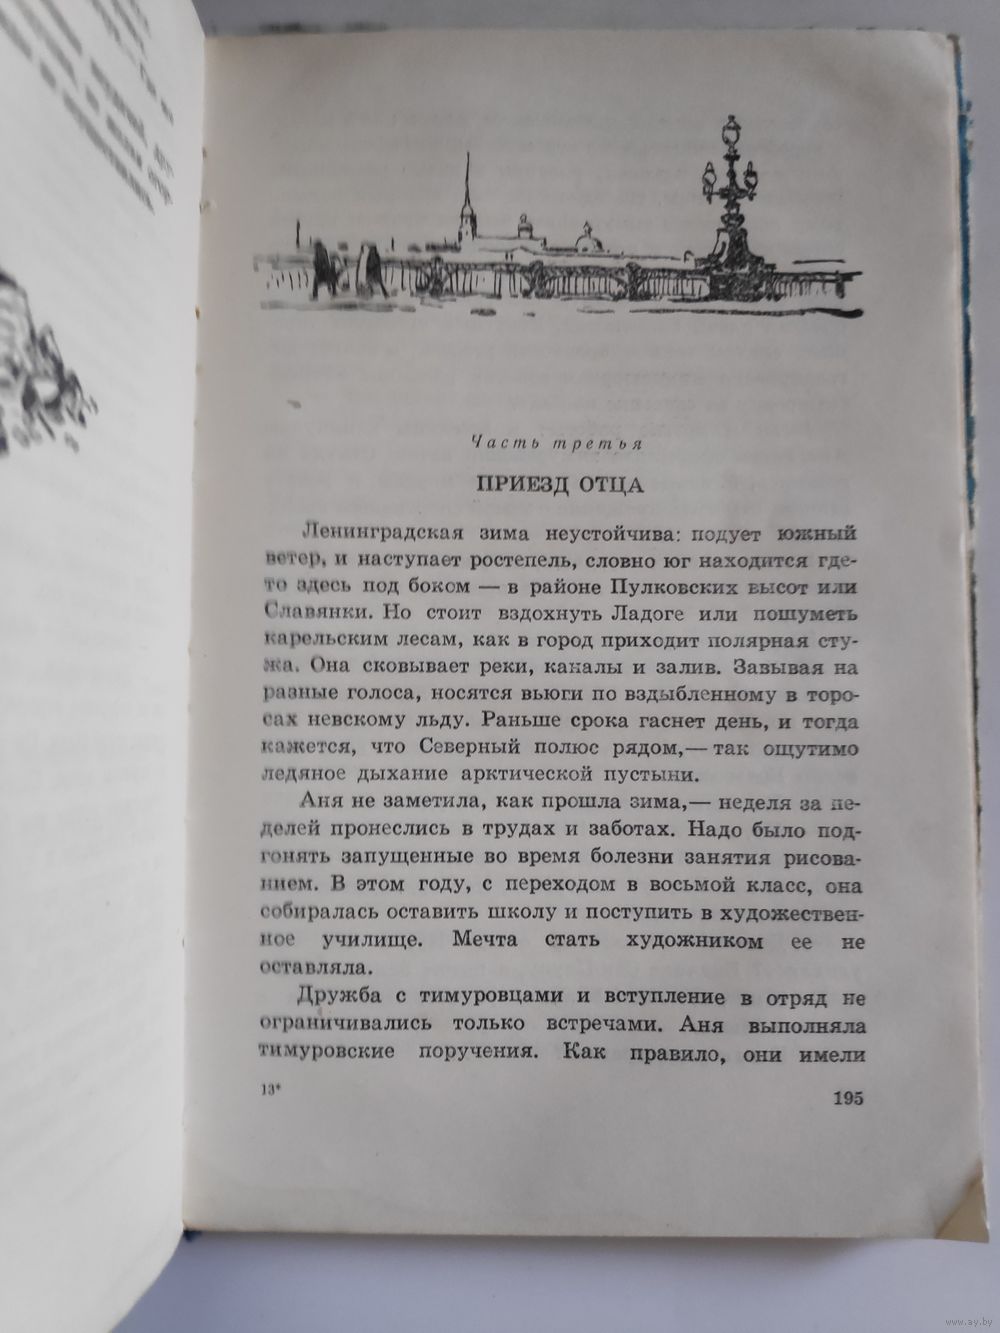 Часть третья
ПРИЕЗД ОТЦА
Ленинградская зима неустойчива: подует южный
ветер, и наступает ростепель, словно юг находится где-
то здесь под боком — в районе Пулковских высот или
Славянки. Но стоит вздохнуть Ладоге или пошуметь
карельским лесам, как в город приходит полярная сту-
жа. Она сковывает реки, каналы и залив. Завывая на
разные голоса, носятся вьюги по вздыбленному в торо-
сах невскому льду. Раньше срока гаснет день, и тогда
кажется, что Северный полюс рядом,— так ощутимо
ледяное дыхание арктической пустыни.
Аня не заметила, как прошла зима,— неделя за не-
делей пронеслись в трудах и заботах. Надо было под-
гонять запущенные во время болезни занятия рисова-
нием. В этом году, с переходом в восьмой класс, она
собиралась оставить школу и поступить в художествен-
ное училище. Мечта стать художником ее не
оставляла.
Дружба с тимуровцами и вступление в отряд не
ограничивались только встречами. Аня выполняла
тимуровские поручения. Как правило, они имели
13*
195
www.ay.by